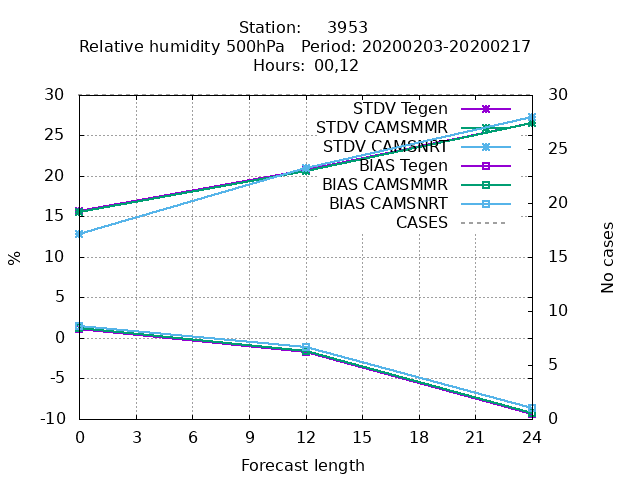 Station: 3953
Relative humidity 500hPa Period: 20200203-20200217
Hours: 00,12
STDV Tegen
STDV CAMSMMR
STDV CAMSNRT
BIAS Tegen
BIAS CAMSMMR
BIAS CAMSNRT
CASES
%
30
25
20
15
10
5
0
-5
-10
30
25
20
15
10
5
0
No cases
0 3 6 9 12 15 18 21 24
Forecast length